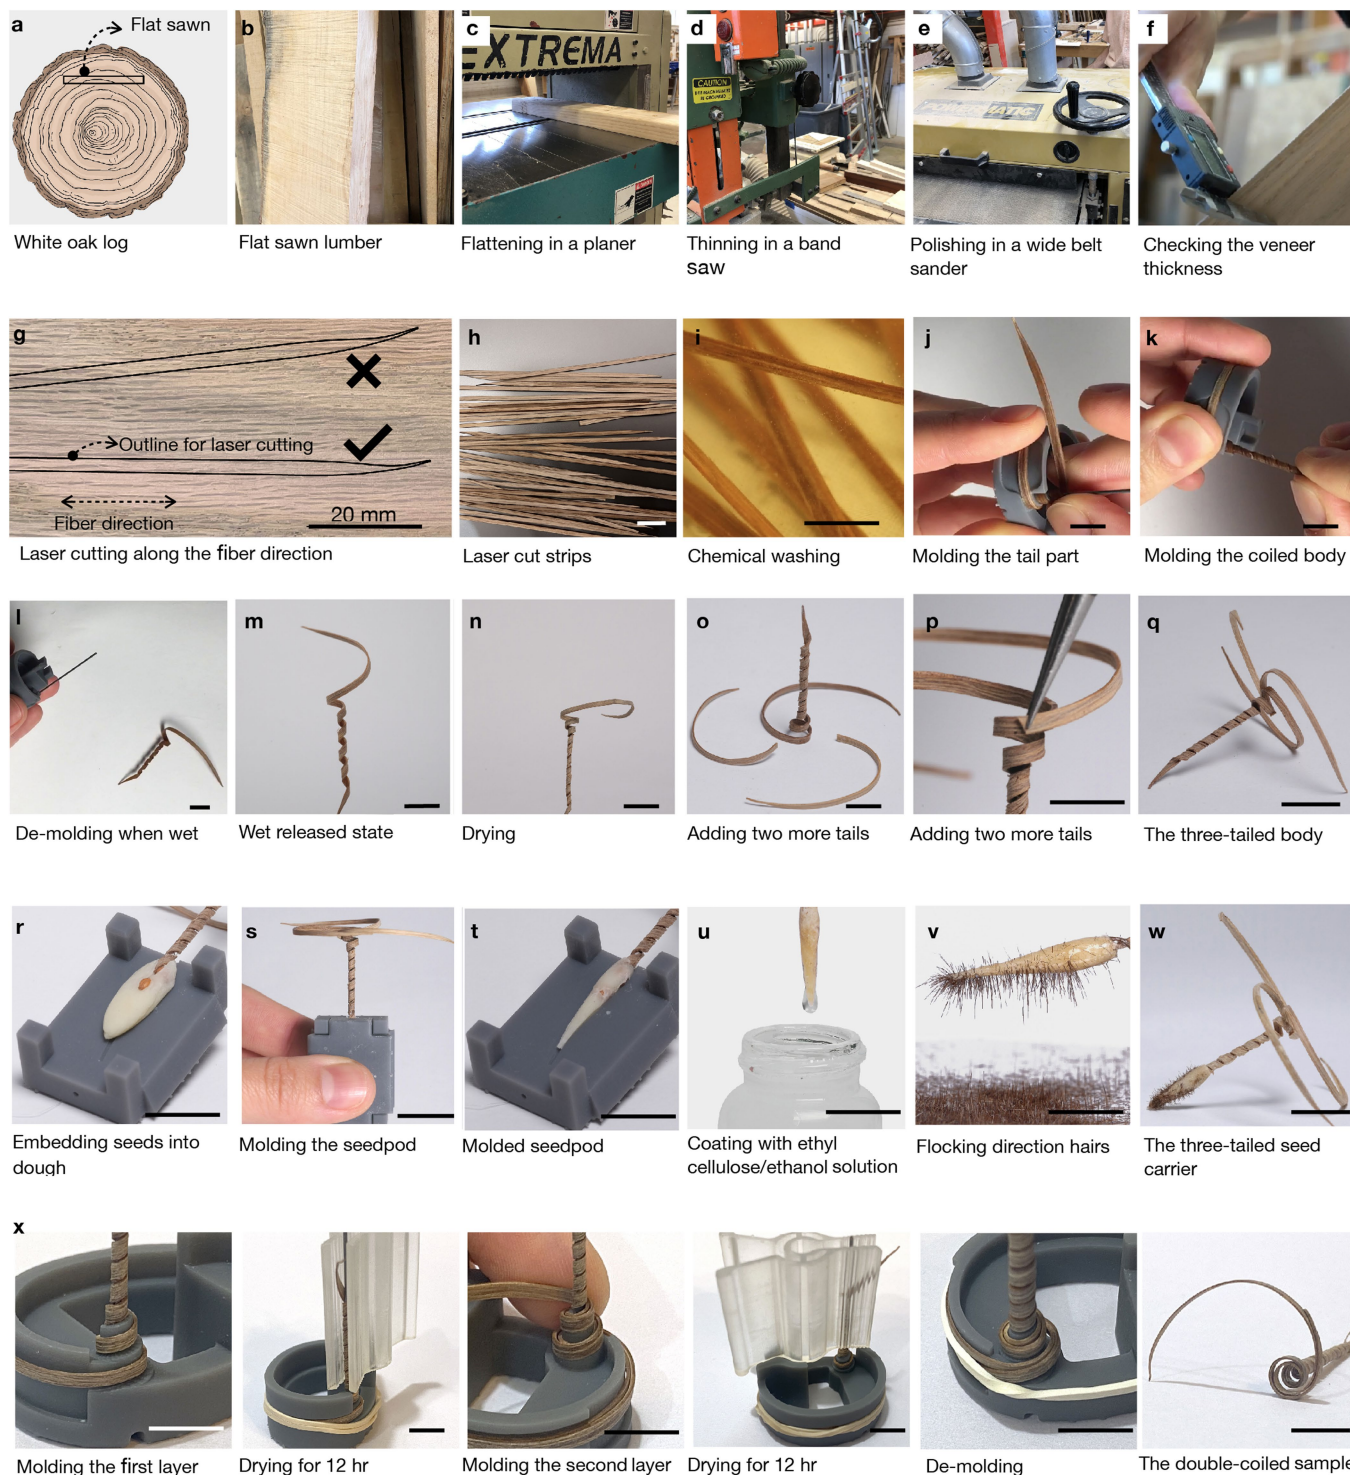 a
Flat sawn
White oak log
b
Flat sawn lumber
c
EXTREMA
Flattening in a planer
d
CAUTION
Thinning in a band
saw
e
Polishing in a wide belt
sander
f
Checking the veneer
thickness
g
Outline for laser cutting
Fiber direction
20 mm
Laser cutting along the fiber direction
h
Laser cut strips
i
Chemical washing
j
Molding the tail part
k
Molding the coiled body
l
De-molding when wet
m
Wet released state
n
Drying
o
Adding two more tails
p
Adding two more tails
q
The three-tailed body
r
Embedding seeds into
dough
s
Molding the seedpod
t
Molded seedpod
u
Coating with ethyl
cellulose/ethanol solution
v
Flocking direction hairs
w
The three-tailed seed
carrier
x
Molding the first layer
Drying for 12 hr
Molding the second layer
Drying for 12 hr
De-molding
The double-coiled sample